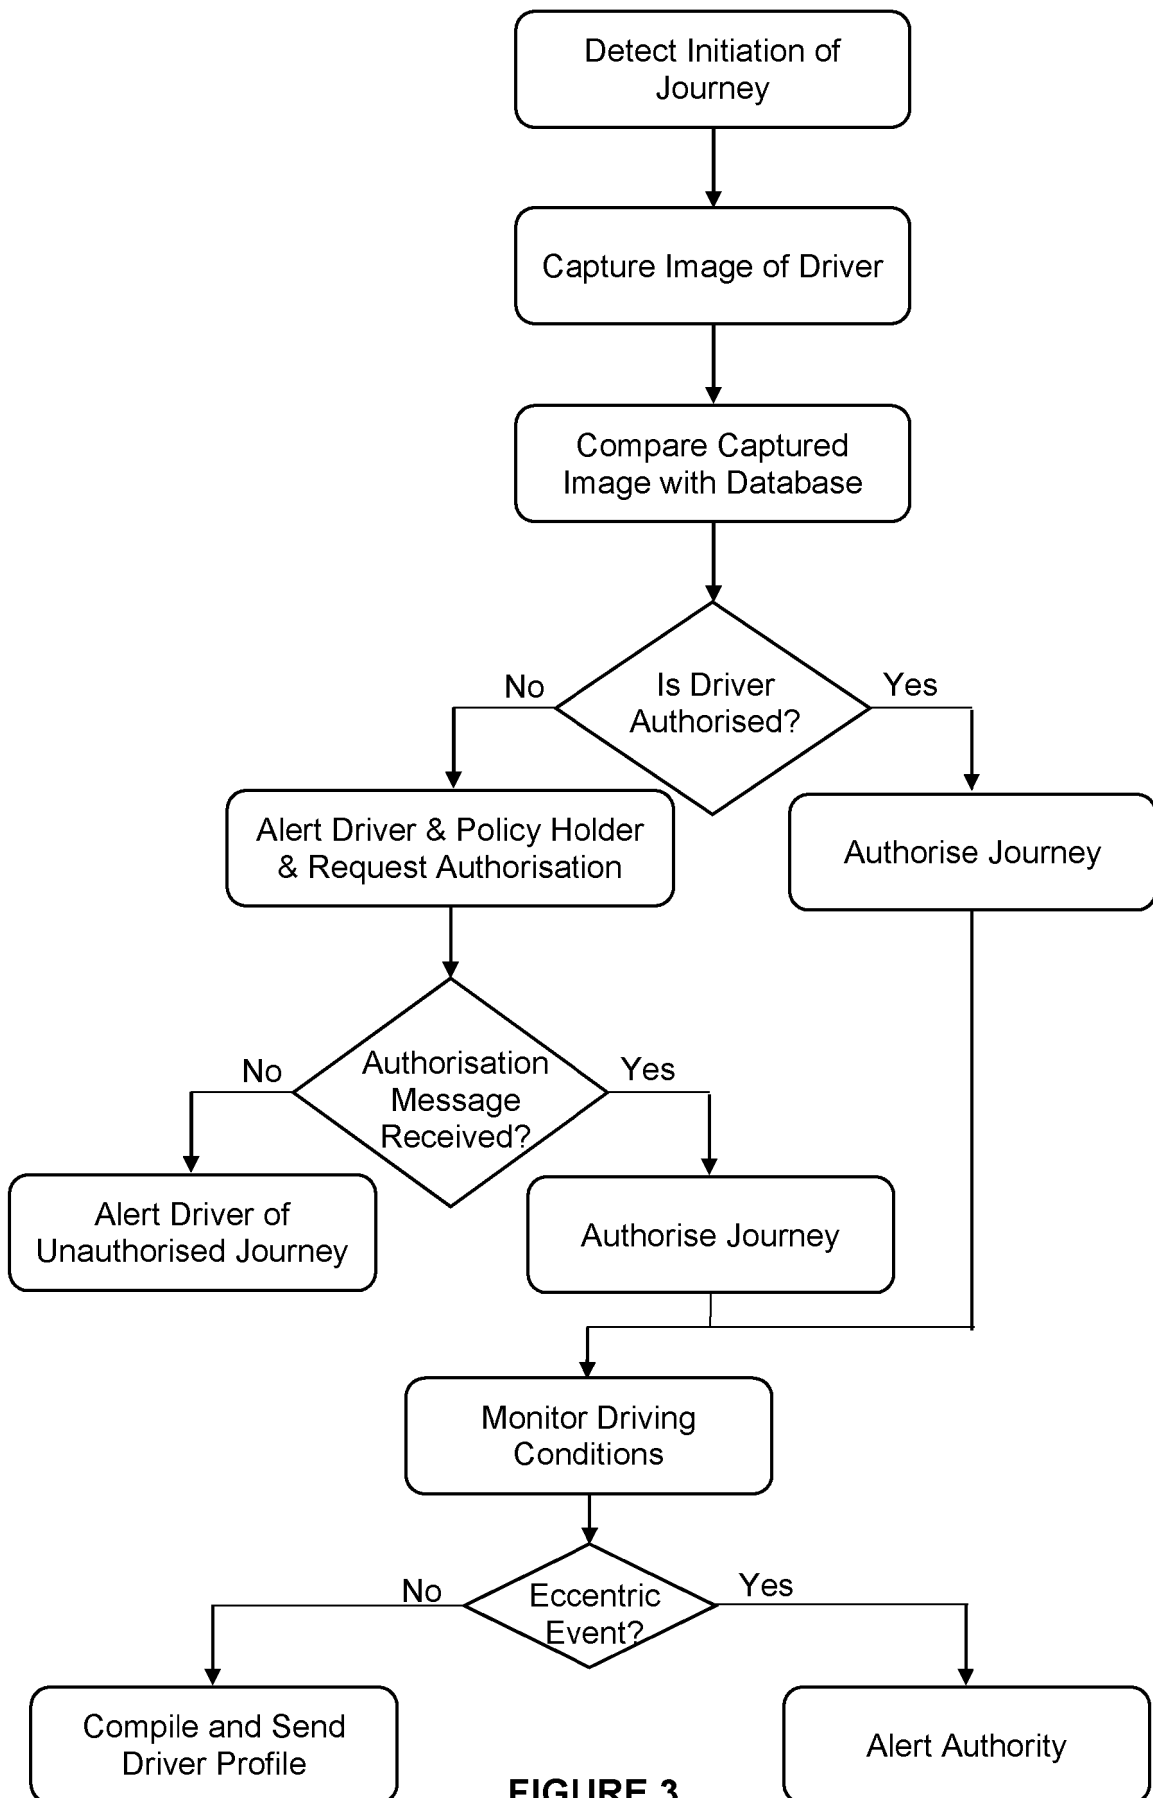 Detect Initiation of
Journey
Capture Image of Driver
Compare Captured
Image with Database
Is Driver
Authorised?
No
Yes
Alert Driver & Policy Holder
& Request Authorisation
Authorise Journey
Authorisation
Message
Received?
No
Yes
Alert Driver of
Unauthorised Journey
Authorise Journey
Monitor Driving
Conditions
Eccentric
Event?
No
Yes
Compile and Send
Driver Profile
Alert Authority
FIGURE 3